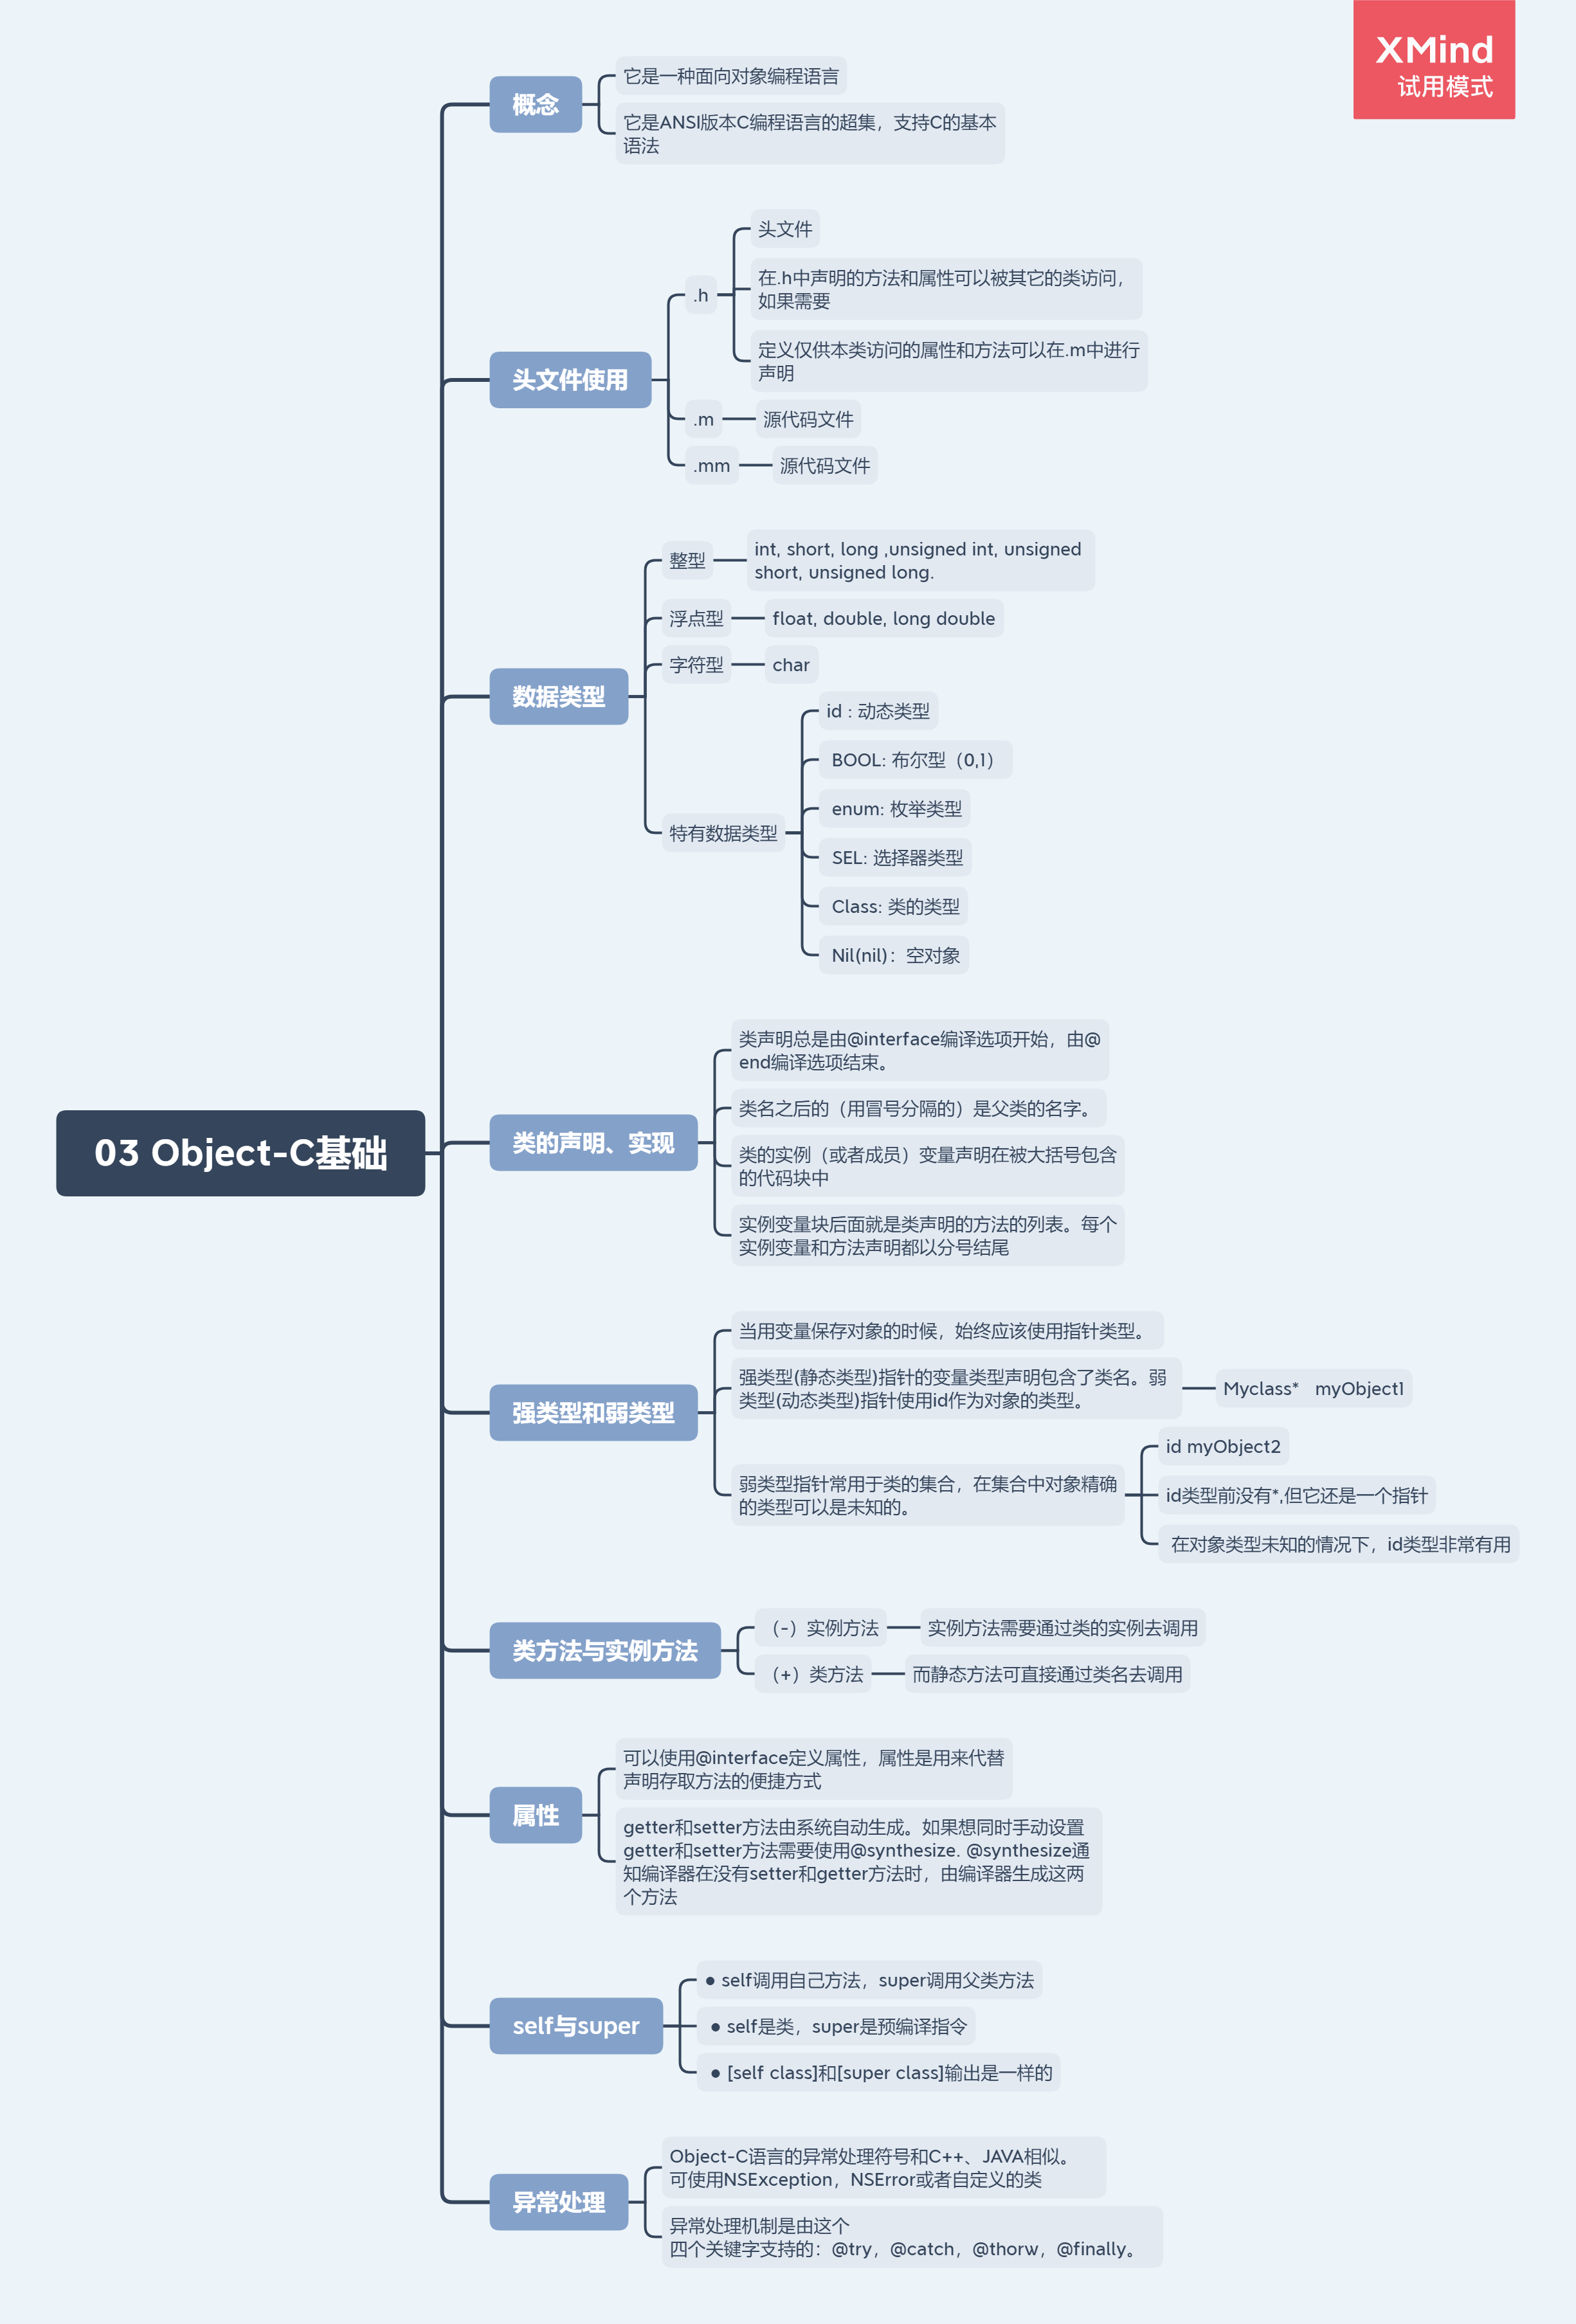 XMind
试用模式
03 Object-C基础
概念
它是一种面向对象编程语言
它是ANSI版本C编程语言的超集，支持C的基本
语法
头文件使用
.h
头文件
在.h中声明的方法和属性可以被其它的类访问，
如果需要
定义仅供本类访问的属性和方法可以在.m中进行
声明
.m
源代码文件
.mm
源代码文件
数据类型
整型
int, short, long ,unsigned int, unsigned
short, unsigned long.
浮点型
float, double, long double
字符型
char
特有数据类型
id : 动态类型
BOOL: 布尔型（0,1）
enum: 枚举类型
SEL: 选择器类型
Class: 类的类型
Nil(nil)：空对象
类的声明、实现
类声明总是由@interface编译选项开始，由@
end编译选项结束。
类名之后的（用冒号分隔的）是父类的名字。
类的实例（或者成员）变量声明在被大括号包含
的代码块中
实例变量块后面就是类声明的方法的列表。每个
实例变量和方法声明都以分号结尾
强类型和弱类型
当用变量保存对象的时候，始终应该使用指针类型。
强类型(静态类型)指针的变量类型声明包含了类名。弱
类型(动态类型)指针使用id作为对象的类型。
Myclass*   myObject1
弱类型指针常用于类的集合，在集合中对象精确
的类型可以是未知的。
id myObject2
id类型前没有*,但它还是一个指针
在对象类型未知的情况下，id类型非常有用
类方法与实例方法
（-）实例方法
实例方法需要通过类的实例去调用
（+）类方法
而静态方法可直接通过类名去调用
属性
可以使用@interface定义属性，属性是用来代替
声明存取方法的便捷方式
getter和setter方法由系统自动生成。如果想同时手动设置
getter和setter方法需要使用@synthesize. @synthesize通
知编译器在没有setter和getter方法时，由编译器生成这两
个方法
self与super
● self调用自己方法，super调用父类方法
● self是类，super是预编译指令
● [self class]和[super class]输出是一样的
异常处理
Object-C语言的异常处理符号和C++、JAVA相似。
可使用NSException，NSError或者自定义的类
异常处理机制是由这个
四个关键字支持的：@try，@catch，@thorw，@finally。